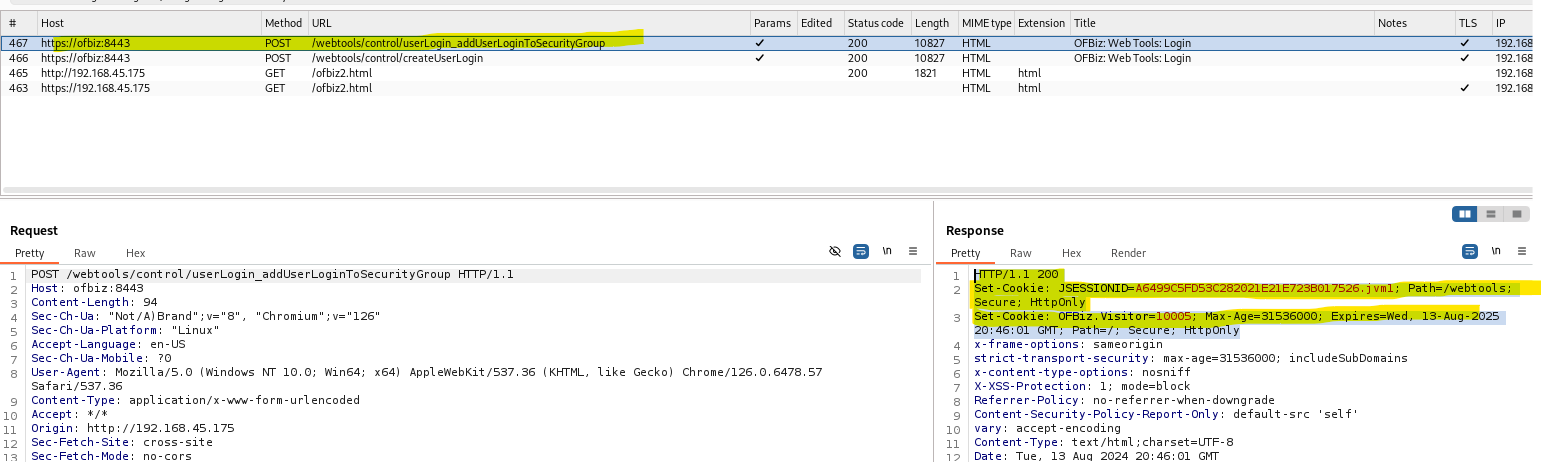 # Host Method URL Params Edited Status code Length MIME type Extension Title Notes TLS IP
467 https://ofbiz:8443 POST /webtools/control/userLogin_addUserLoginToSecurityGroup ✓ 200 10827 HTML OFBiz: Web Tools: Login ✓ 192.168
466 https://ofbiz:8443 POST /webtools/control/createUserLogin ✓ 200 10827 HTML OFBiz: Web Tools: Login ✓ 192.168
465 http://192.168.45.175 GET /ofbiz2.html 200 1821 HTML html 192.168
463 https://192.168.45.175 GET /ofbiz2.html HTML html ✓ 192.168
Request
Pretty Raw Hex \n
1 POST /webtools/control/userLogin_addUserLoginToSecurityGroup HTTP/1.1
2 Host: ofbiz:8443
3 Content-Length: 94
4 Sec-Ch-Ua: "Not/A)Brand";v="8", "Chromium";v="126"
5 Sec-Ch-Ua-Platform: "Linux"
6 Accept-Language: en-US
7 Sec-Ch-Ua-Mobile: ?0
8 User-Agent: Mozilla/5.0 (Windows NT 10.0; Win64; x64) AppleWebKit/537.36 (KHTML, like Gecko) Chrome/126.0.6478.57
Safari/537.36
9 Content-Type: application/x-www-form-urlencoded
10 Accept: */*
11 Origin: http://192.168.45.175
12 Sec-Fetch-Site: cross-site
13 Sec-Fetch-Mode: no-cors
Response
Pretty Raw Hex Render \n
1 HTTP/1.1 200
2 Set-Cookie: JSESSIONID=A6499C5FD53C282021E21E723B017526.jvm1; Path=/webtools;
Secure; HttpOnly
3 Set-Cookie: OFBiz.Visitor=10005; Max-Age=31536000; Expires=Wed, 13-Aug-2025
20:46:01 GMT; Path=/; Secure; HttpOnly
4 x-frame-options: sameorigin
5 strict-transport-security: max-age=31536000; includeSubDomains
6 x-content-type-options: nosniff
7 X-XSS-Protection: 1; mode=block
8 Referrer-Policy: no-referrer-when-downgrade
9 Content-Security-Policy-Report-Only: default-src 'self'
10 vary: accept-encoding
11 Content-Type: text/html;charset=UTF-8
12 Date: Tue, 13 Aug 2024 20:46:01 GMT